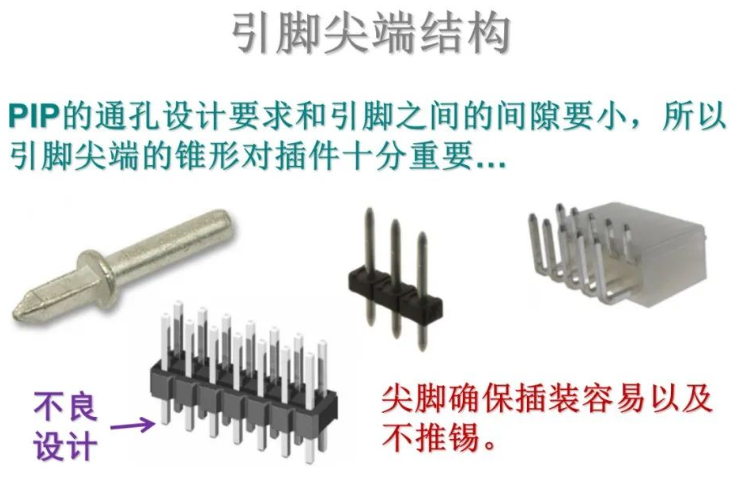 引脚尖端结构
PIP的通孔设计要求和引脚之间的间隙要小，所以
引脚尖端的锥形对插件十分重要...
不良
设计
尖脚确保插装容易以及
不推锡。